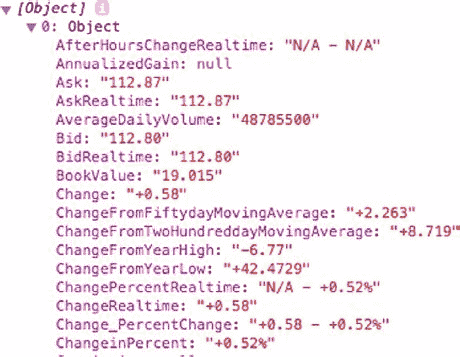 [Object] i
0: Object
AfterHoursChangeRealtime: "N/A - N/A"
AnnualizedGain: null
Ask: "112.87"
AskRealtime: "112.87"
AverageDailyVolume: "48785500"
Bid: "112.80"
BidRealtime: "112.80"
BookValue: "19.015"
Change: "+0.58"
ChangeFromFiftydayMovingAverage: "+2.263"
ChangeFromTwoHundreddayMovingAverage: "+8.719"
ChangeFromYearHigh: "-6.77"
ChangeFromYearLow: "+42.4729"
ChangePercentRealtime: "N/A - +0.52%"
ChangeRealtime: "+0.58"
Change_PercentChange: "+0.58 - +0.52%"
ChangeinPercent: "+0.52%"